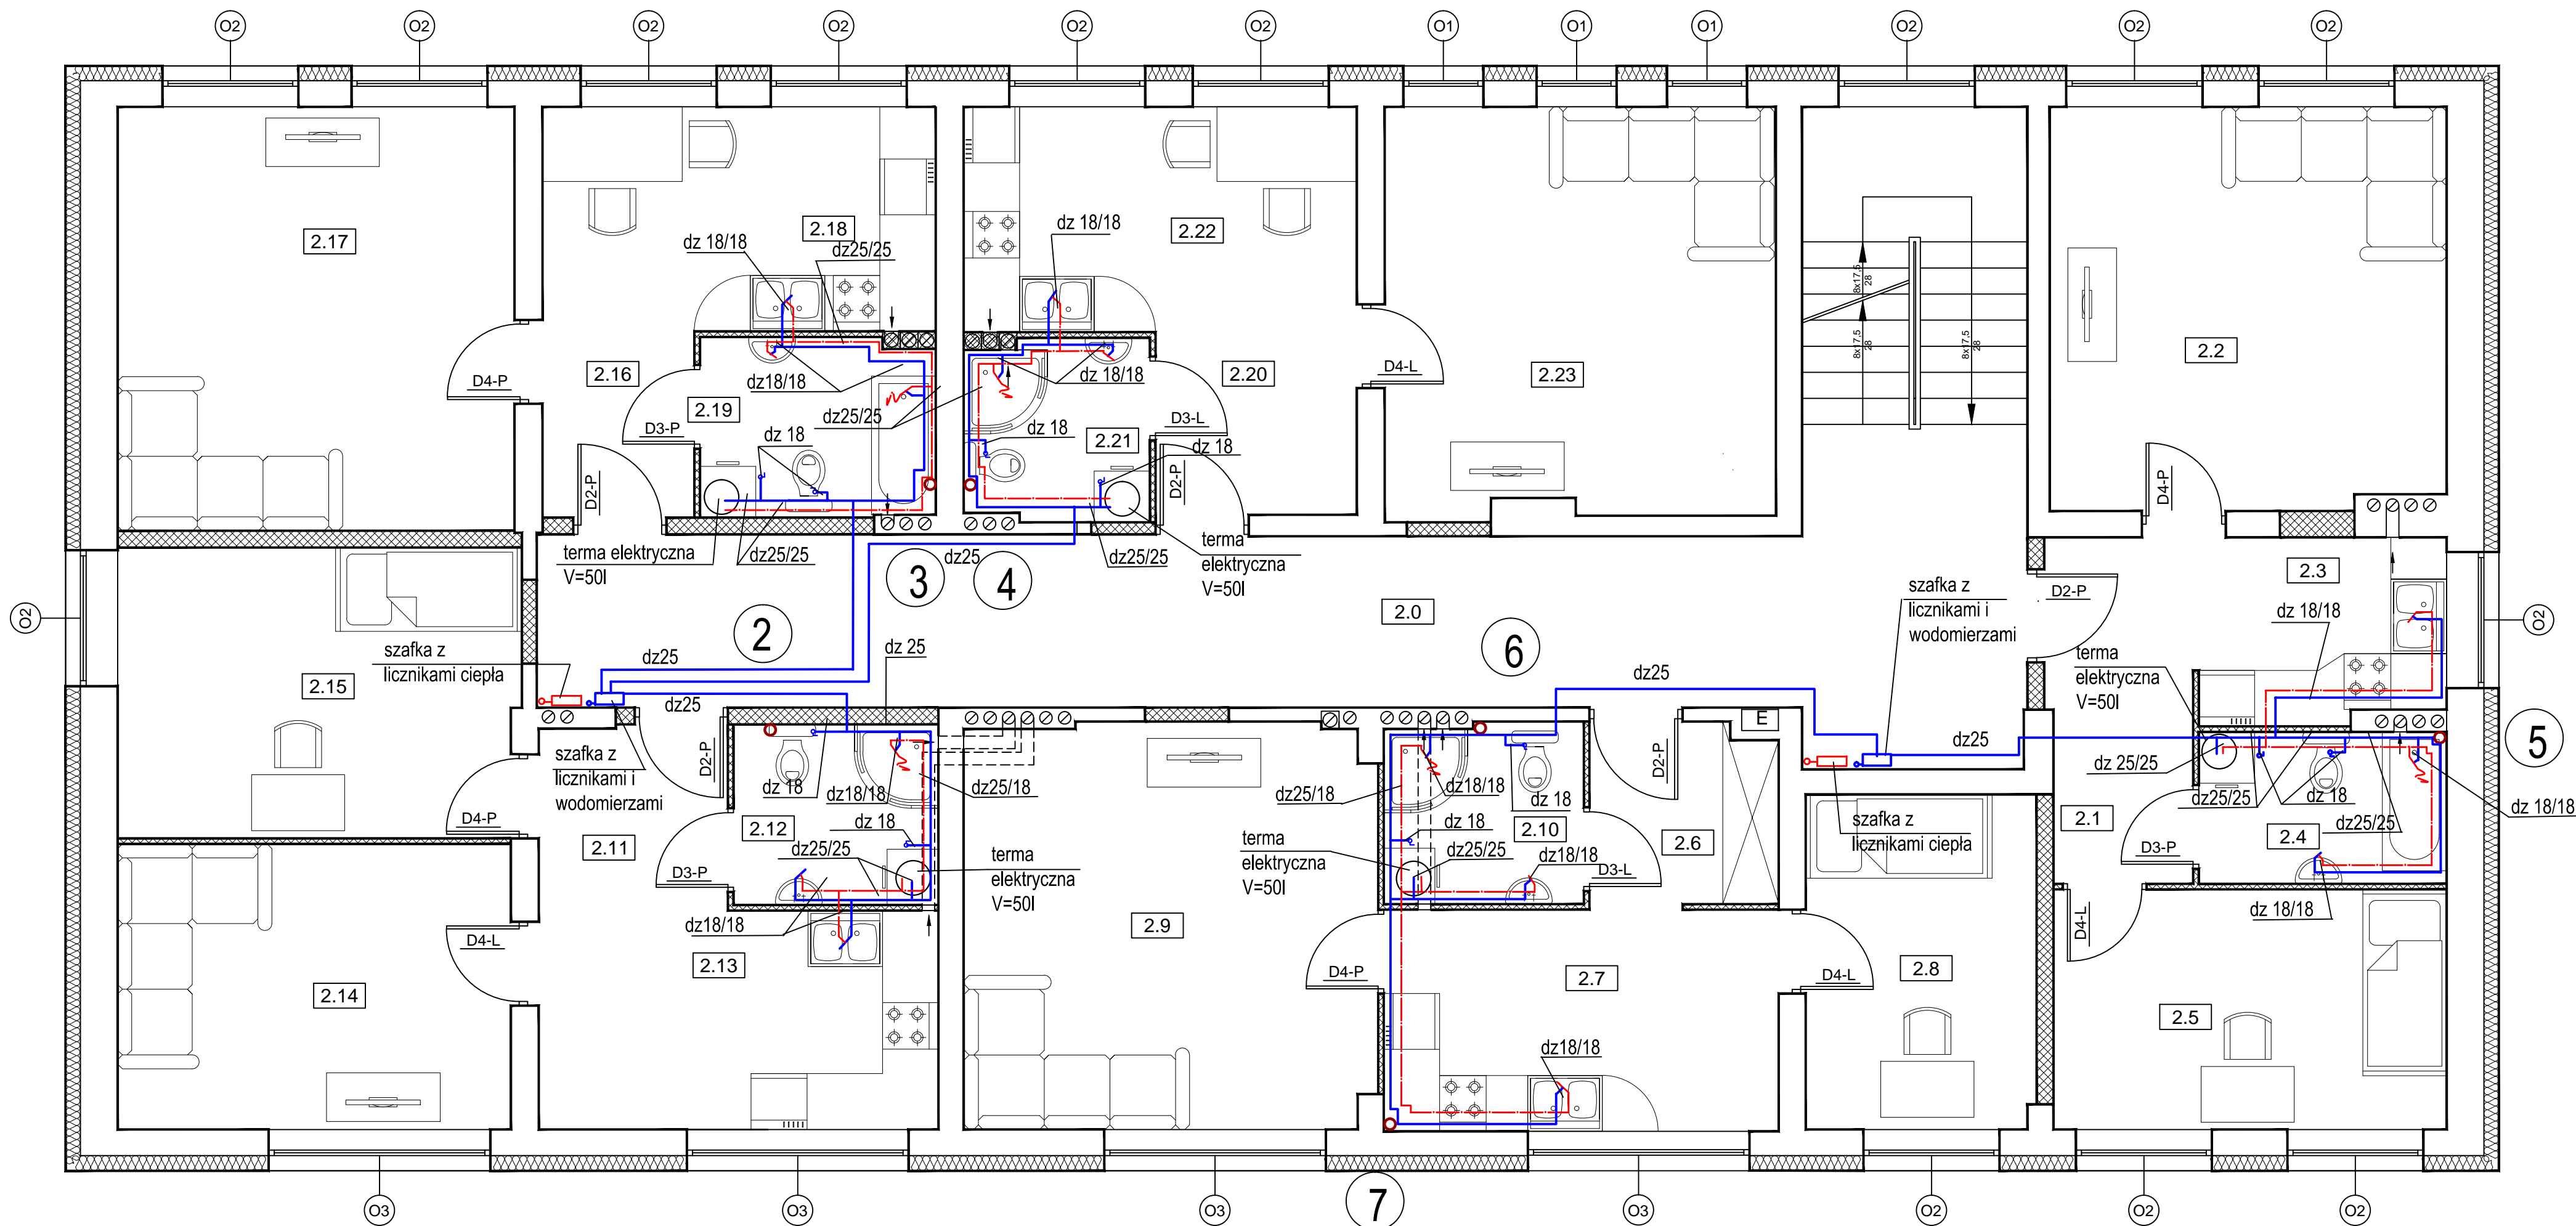 O2
O2
O2
O2
O2
O2
O1
O1
O1
O2
O2
O2
2.17
2.18
dz 18/18
dz25/25
2.22
dz 18/18
8x17,5
28
8x17,5
28
8x17,5
28
2.2
D4-P
2.16
2.19
dz18/18
dz25/25
D3-P
dz 18
D2-P
dz 18/18
2.20
D4-L
2.23
D3-L
dz 18
2.21
dz 18
D2-P
D4-P
terma elektryczna
V=50l
dz25/25
3
dz25
4
dz25/25
terma
elektryczna
V=50l
2.3
O2
2
2.0
6
szafka z
licznikami i
wodomierzami
D2-P
O2
dz 18/18
szafka z
licznikami ciepła
dz25
dz 25
dz25
terma
elektryczna
V=50l
2.15
dz25
E
dz25
5
szafka z
licznikami i
wodomierzami
D2-P
D2-P
dz 18
dz18/18
dz25/18
dz25/18
dz18/18
dz 18
dz 25/25
dz25/25
dz 18
dz 18/18
D4-P
2.11
2.12
dz 18
dz25/25
dz 18
2.10
2.6
szafka z
licznikami ciepła
2.1
2.4
dz25/25
D3-P
terma
elektryczna
V=50l
terma
elektryczna
V=50l
dz25/25
dz18/18
D3-L
D3-P
dz18/18
D4-L
dz 18/18
D4-L
2.13
2.9
D4-P
2.7
D4-L
2.8
2.14
2.5
dz18/18
O3
O3
O3
7
O3
O2
O2
O2